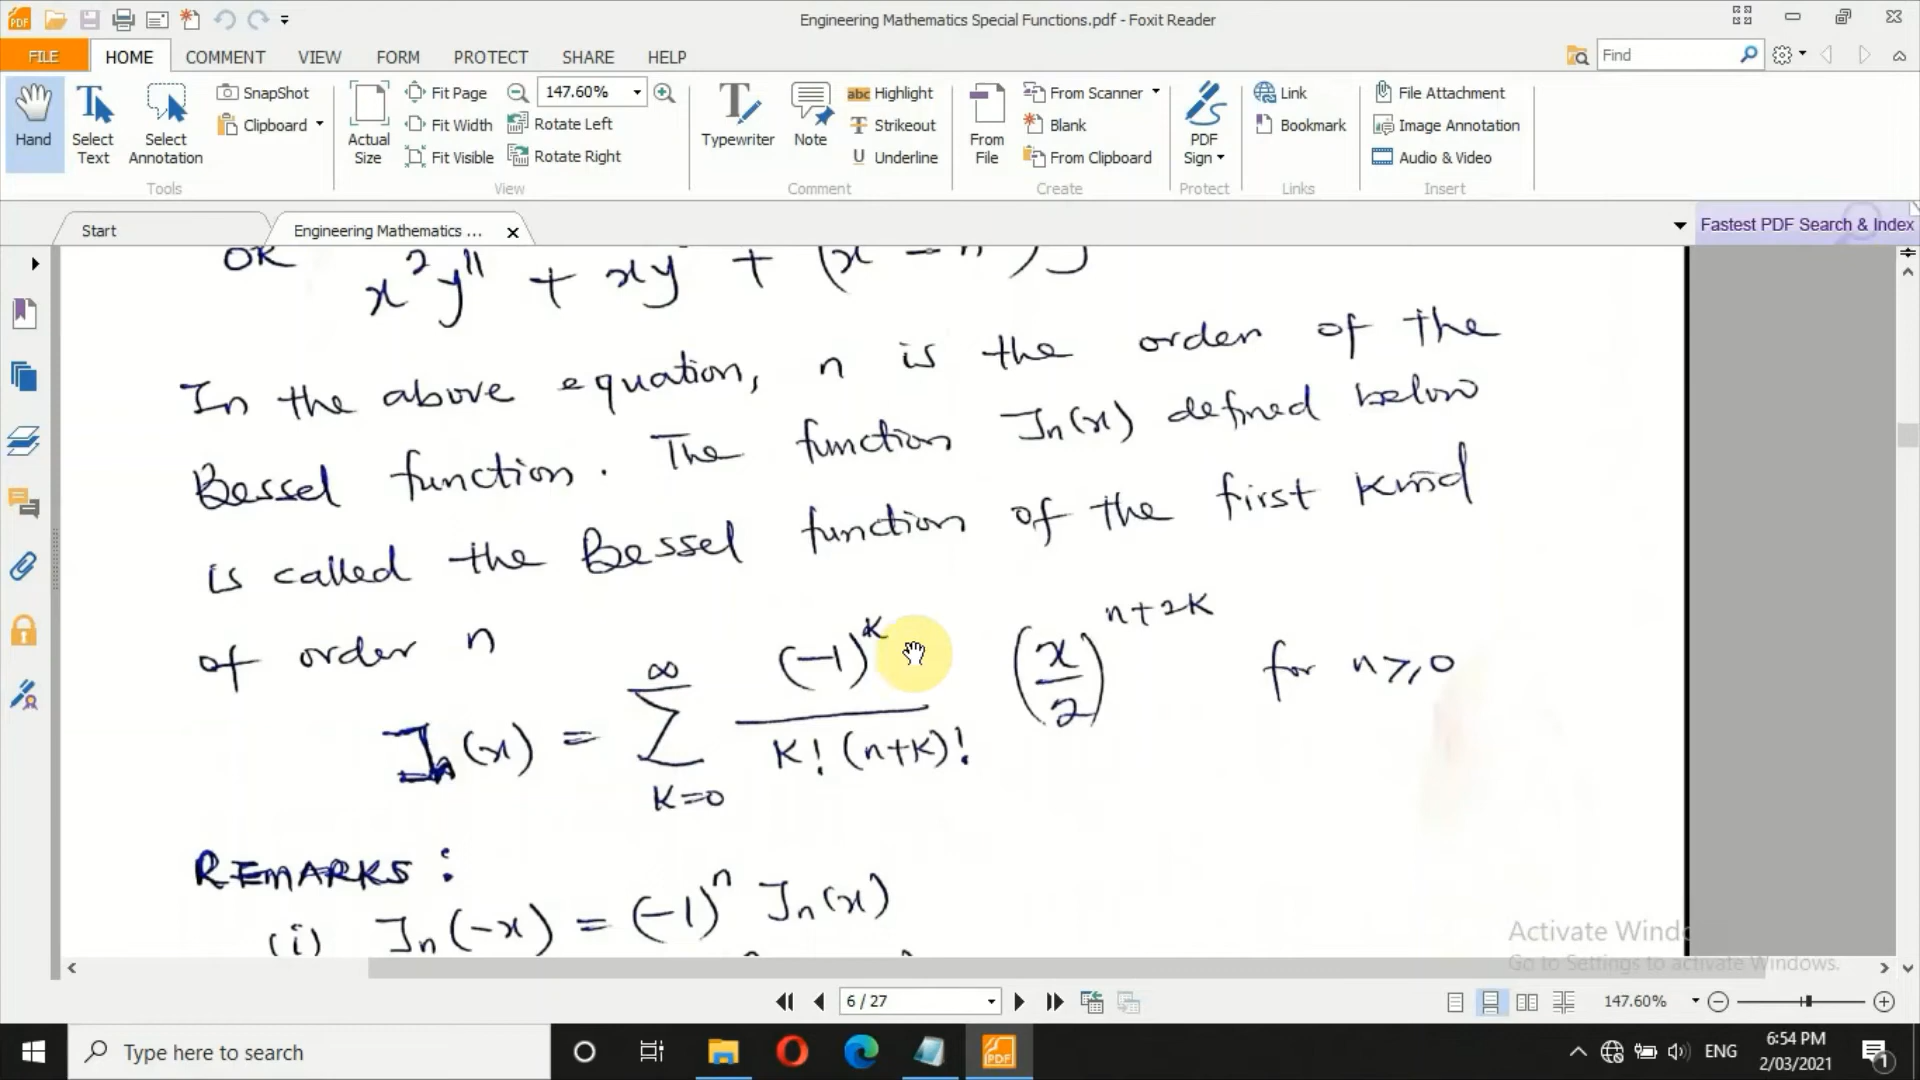 Engineering Mathematics Special Functions.pdf - Foxit Reader
FILE HOME COMMENT VIEW FORM PROTECT SHARE HELP Find
Hand
Select Text
Select Annotation
SnapShot
Clipboard
Tools
Actual Size
Fit Page
Fit Width
Fit Visible
147.60%
Rotate Left
Rotate Right
View
Typewriter
Note
abc Highlight
T Strikeout
U Underline
Comment
From File
From Scanner
Blank
From Clipboard
Create
PDF Sign
Protect
Link
Bookmark
Links
File Attachment
Image Annotation
Audio & Video
Insert
Start Engineering Mathematics ... Fastest PDF Search & Index
OR x²y'' + xy
In the above equation, n is the order of the
Bessel function. The function Jn(x) defined below
is called the Bessel function of the first kind
of order n
Jn(x) = ∑_{K=0}^{∞} (-1)^K / K! (n+K)! (x/2)^{n+2K} for n ≥ 0
REMARKS :
(i) Jn(-x) = (-1)^n Jn(x)
Activate Wind
Go to Settings to activate Windows.
6 / 27 147.60%
Type here to search PDF ENG 6:54 PM
2/03/2021
1